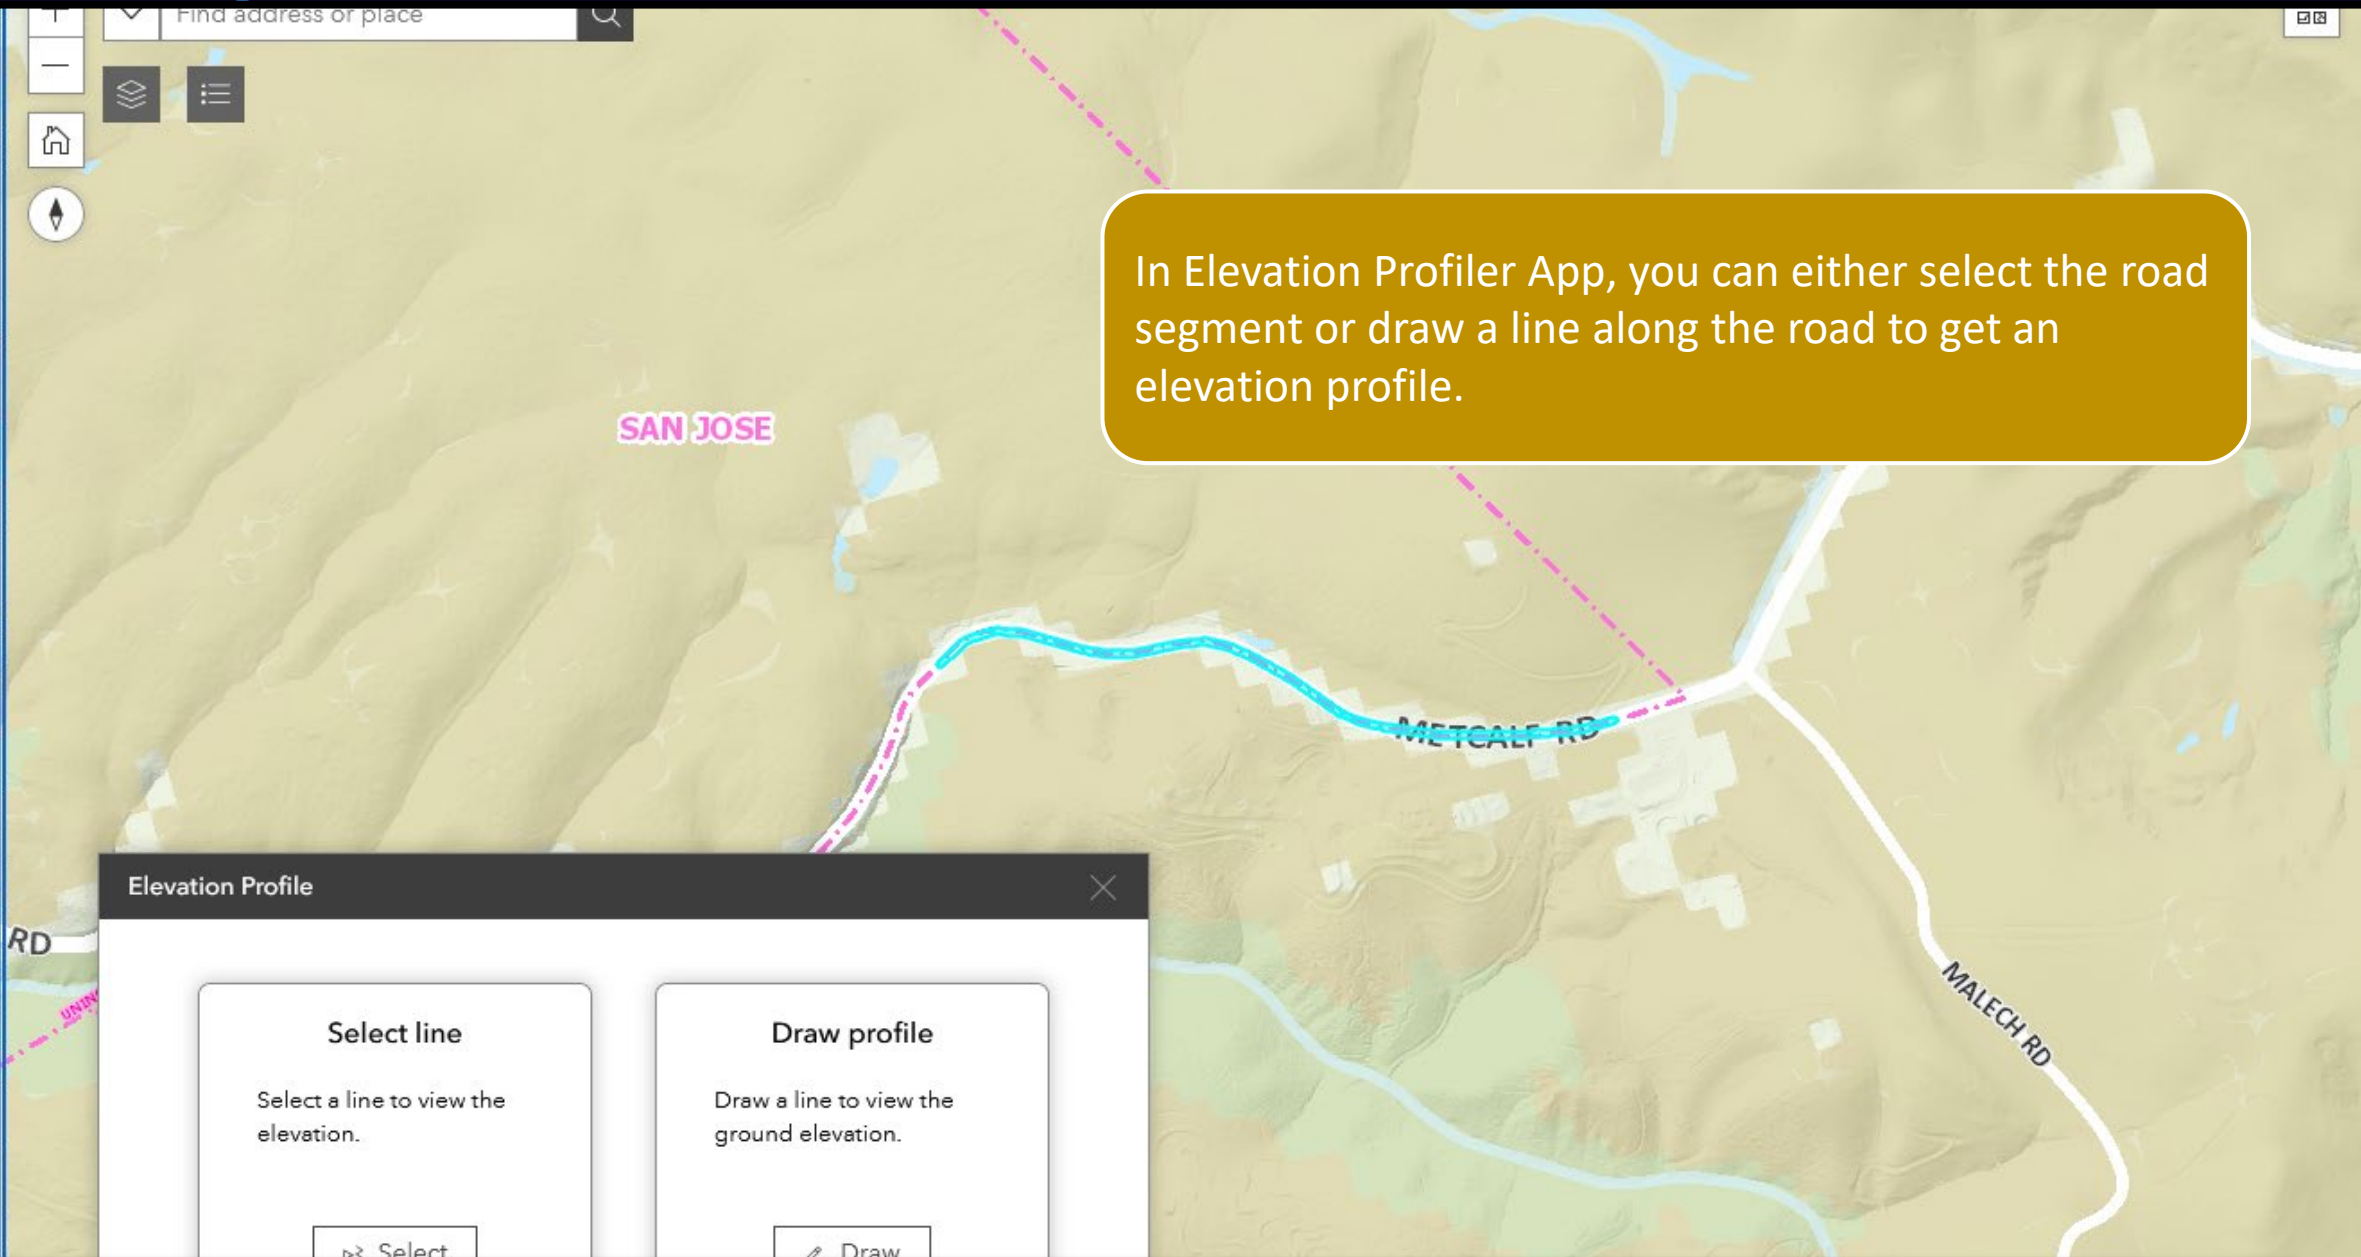 Find address or place
In Elevation Profiler App, you can either select the road
segment or draw a line along the road to get an
elevation profile.
SAN JOSE
METCALF RD
Elevation Profile
RD
MALECH RD
Select line
Draw profile
Select a line to view the
elevation.
Draw a line to view the
ground elevation.
Select
Draw